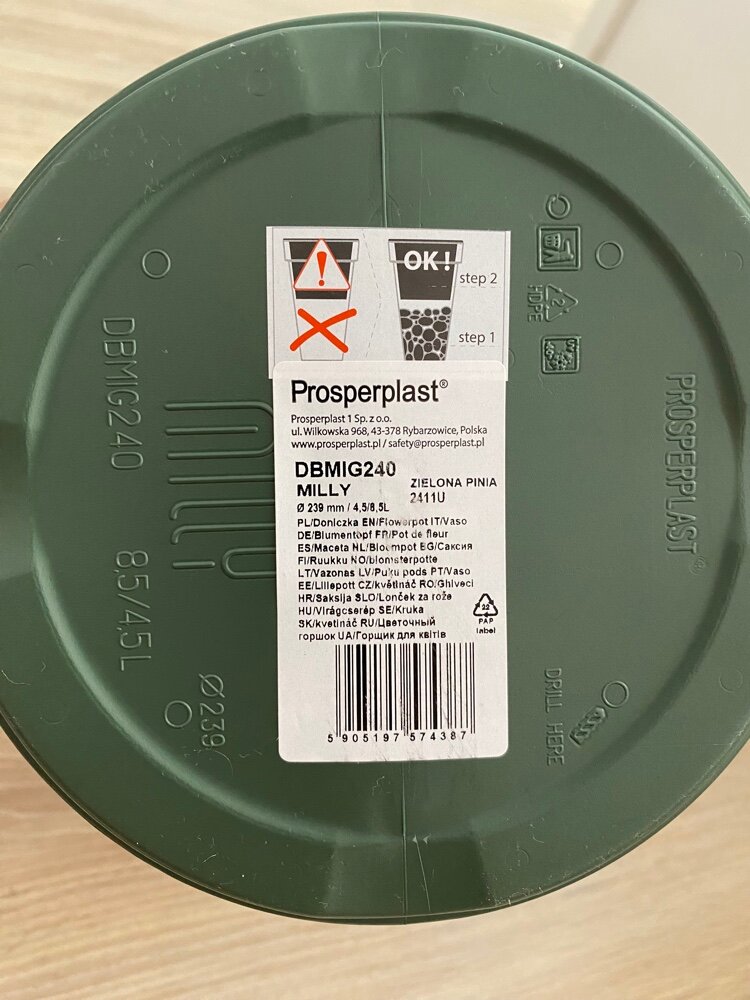 OK!
step 2
step 1
Prosperplast®
Prosperplast 1 Sp. z o.o.
ul. Wilkowska 968, 43-378 Rybarzowice, Polska
www.prosperplast.pl / safety@prosperplast.pl
DBMIG240
MILLY
ZIELONA PINIA
2411U
Ø 239 mm / 4,5/8,5L
PL/Doniczka EN/Flowerpot IT/Vaso
DE/Blumentopf FR/Pot de fleur
ES/Maceta NL/Bloempot BG/Саксия
FI/Ruukku NO/blomsterpotte
LT/Vazonas LV/Puķu pods PT/Vaso
EE/Lillepott CZ/květináč RO/Ghiveci
HR/Saksija SLO/Lonček za rože
HU/Virágcserép SE/Kruka
SK/kvetináč RU/Цветочный
горшок UA/Горщик для квітів
22
PAP
label
5 905197 574387
DBMIG240
8,5/4,5L
Ø239
milly
2
HDPE
UV
PROSPERPLAST®
DRILL HERE